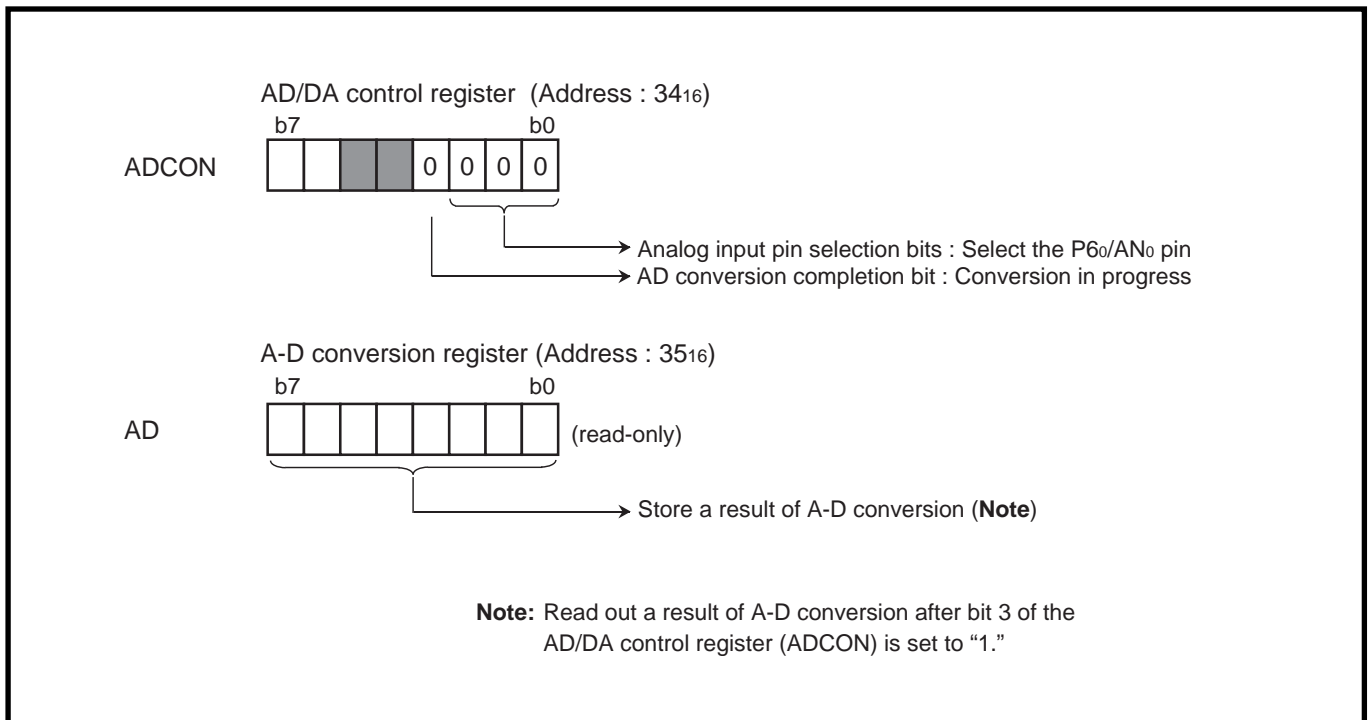 AD/DA control register (Address : 3416)
b7 b0
ADCON 0 0 0 0
Analog input pin selection bits : Select the P60/AN0 pin
AD conversion completion bit : Conversion in progress
A-D conversion register (Address : 3516)
b7 b0
AD (read-only)
Store a result of A-D conversion (Note)
Note: Read out a result of A-D conversion after bit 3 of the
AD/DA control register (ADCON) is set to “1.”